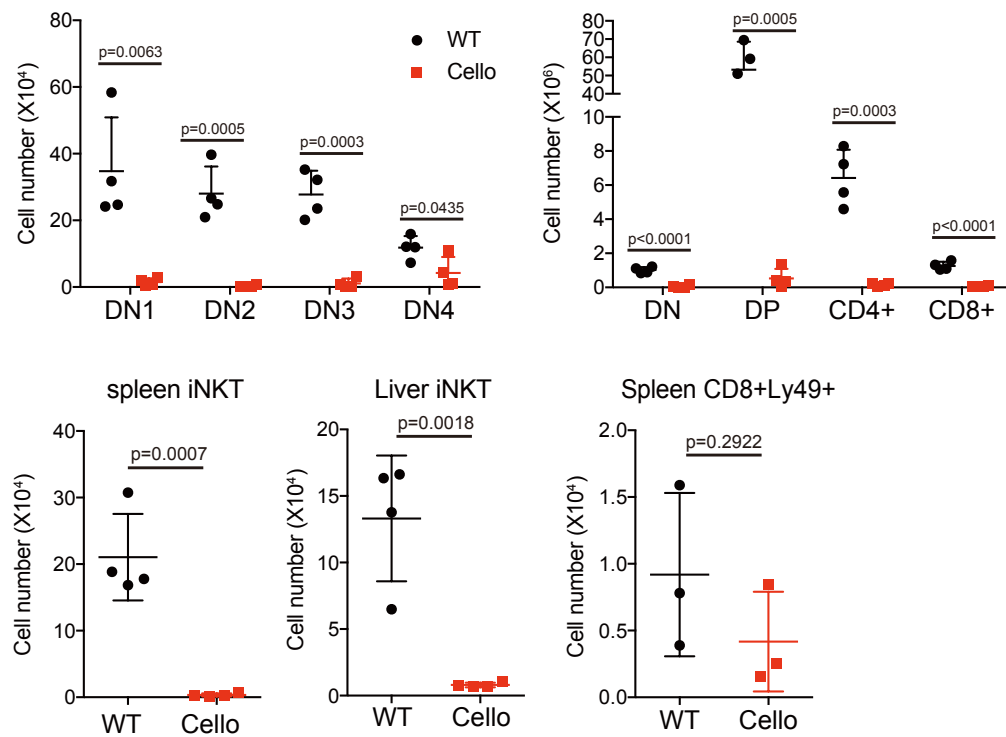 Cell number (X10⁴)
80
60
40
20
0
p=0.0063
p=0.0005
p=0.0003
p=0.0435
DN1 DN2 DN3 DN4
WT
Cello
Cell number (X10⁶)
80
70
60
50
40
30
20
10
8
6
4
2
0
p=0.0005
p=0.0003
p<0.0001
p<0.0001
DN DP CD4+ CD8+
spleen iNKT
Cell number (X10⁴)
40
30
20
10
0
p=0.0007
WT Cello
Liver iNKT
Cell number (X10⁴)
20
15
10
5
0
p=0.0018
WT Cello
Spleen CD8+Ly49+
Cell number (X10⁴)
2.0
1.5
1.0
0.5
0.0
p=0.2922
WT Cello